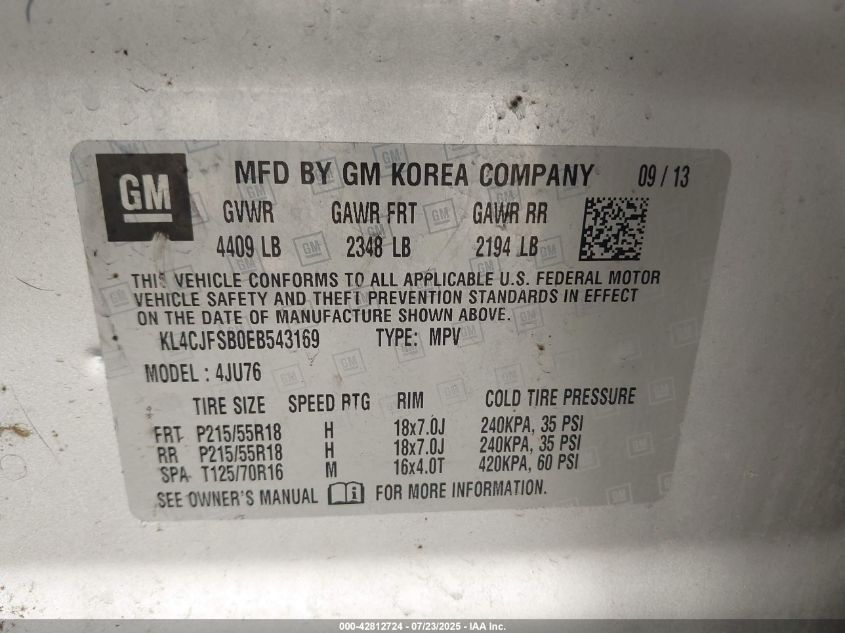 GM MFD BY GM KOREA COMPANY 09 / 13
GVWR GAWR FRT GAWR RR
4409 LB 2348 LB 2194 LB
THIS VEHICLE CONFORMS TO ALL APPLICABLE U.S. FEDERAL MOTOR
VEHICLE SAFETY AND THEFT PREVENTION STANDARDS IN EFFECT
ON THE DATE OF MANUFACTURE SHOWN ABOVE.
KL4CJFSB0EB543169 TYPE: MPV
MODEL : 4JU76
TIRE SIZE SPEED RTG RIM COLD TIRE PRESSURE
FRT P215/55R18 H 18x7.0J 240KPA, 35 PSI
RR P215/55R18 H 18x7.0J 240KPA, 35 PSI
SPA T125/70R16 M 16x4.0T 420KPA, 60 PSI
SEE OWNER'S MANUAL i FOR MORE INFORMATION.
000-42812724 - 07/23/2025 - IAA Inc.